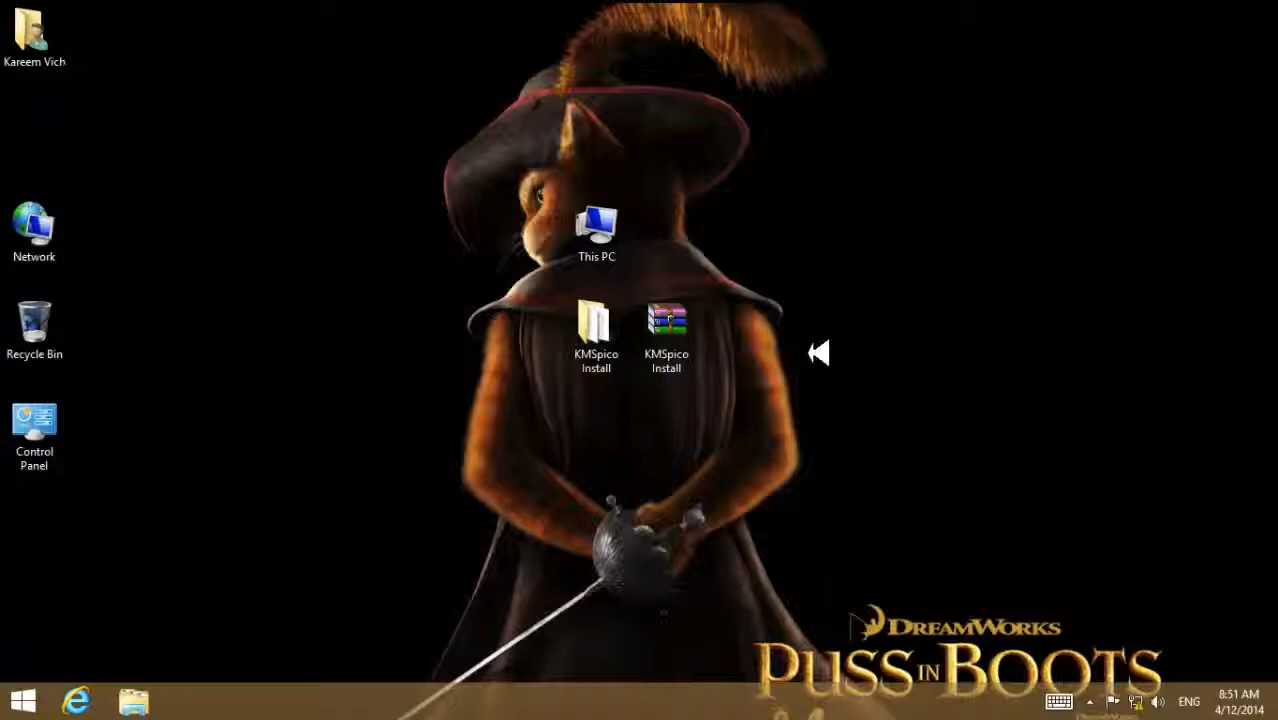 Kareem Vich
Network
This PC
Recycle Bin
KMSpico
Install
KMSpico
Install
Control
Panel
DREAMWORKS
PUSS IN BOOTS
ENG
8:51 AM
4/12/2014